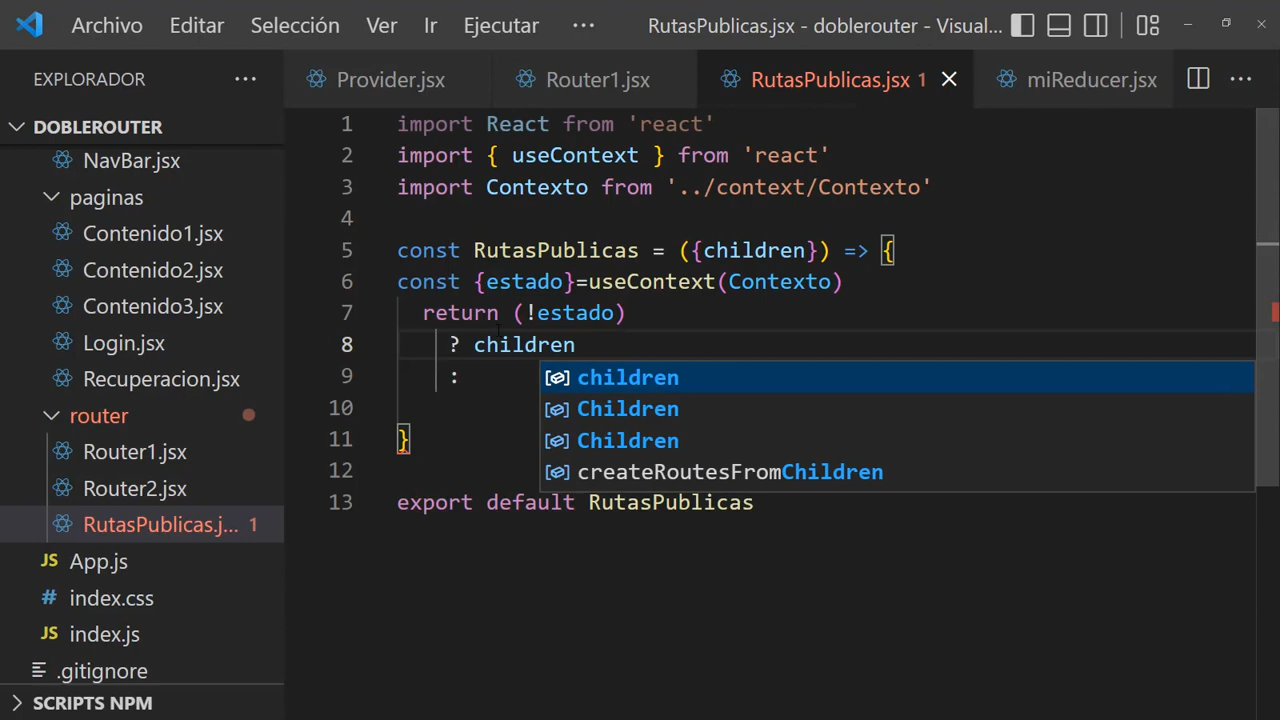 Archivo Editar Selección Ver Ir Ejecutar ··· RutasPublicas.jsx - doblerouter - Visual...
EXPLORADOR ···
DOBLEROUTER
NavBar.jsx
paginas
Contenido1.jsx
Contenido2.jsx
Contenido3.jsx
Login.jsx
Recuperacion.jsx
router
Router1.jsx
Router2.jsx
RutasPublicas.j... 1
JS App.js
# index.css
JS index.js
.gitignore
SCRIPTS NPM
Provider.jsx Router1.jsx RutasPublicas.jsx 1 miReducer.jsx ···
1 import React from 'react'
2 import { useContext } from 'react'
3 import Contexto from '../context/Contexto'
4
5 const RutasPublicas = ({children}) => {
6 const {estado}=useContext(Contexto)
7 return (!estado)
8 ? children
9 :
10
11 }
12
13 export default RutasPublicas
children
Children
Children
createRoutesFromChildren